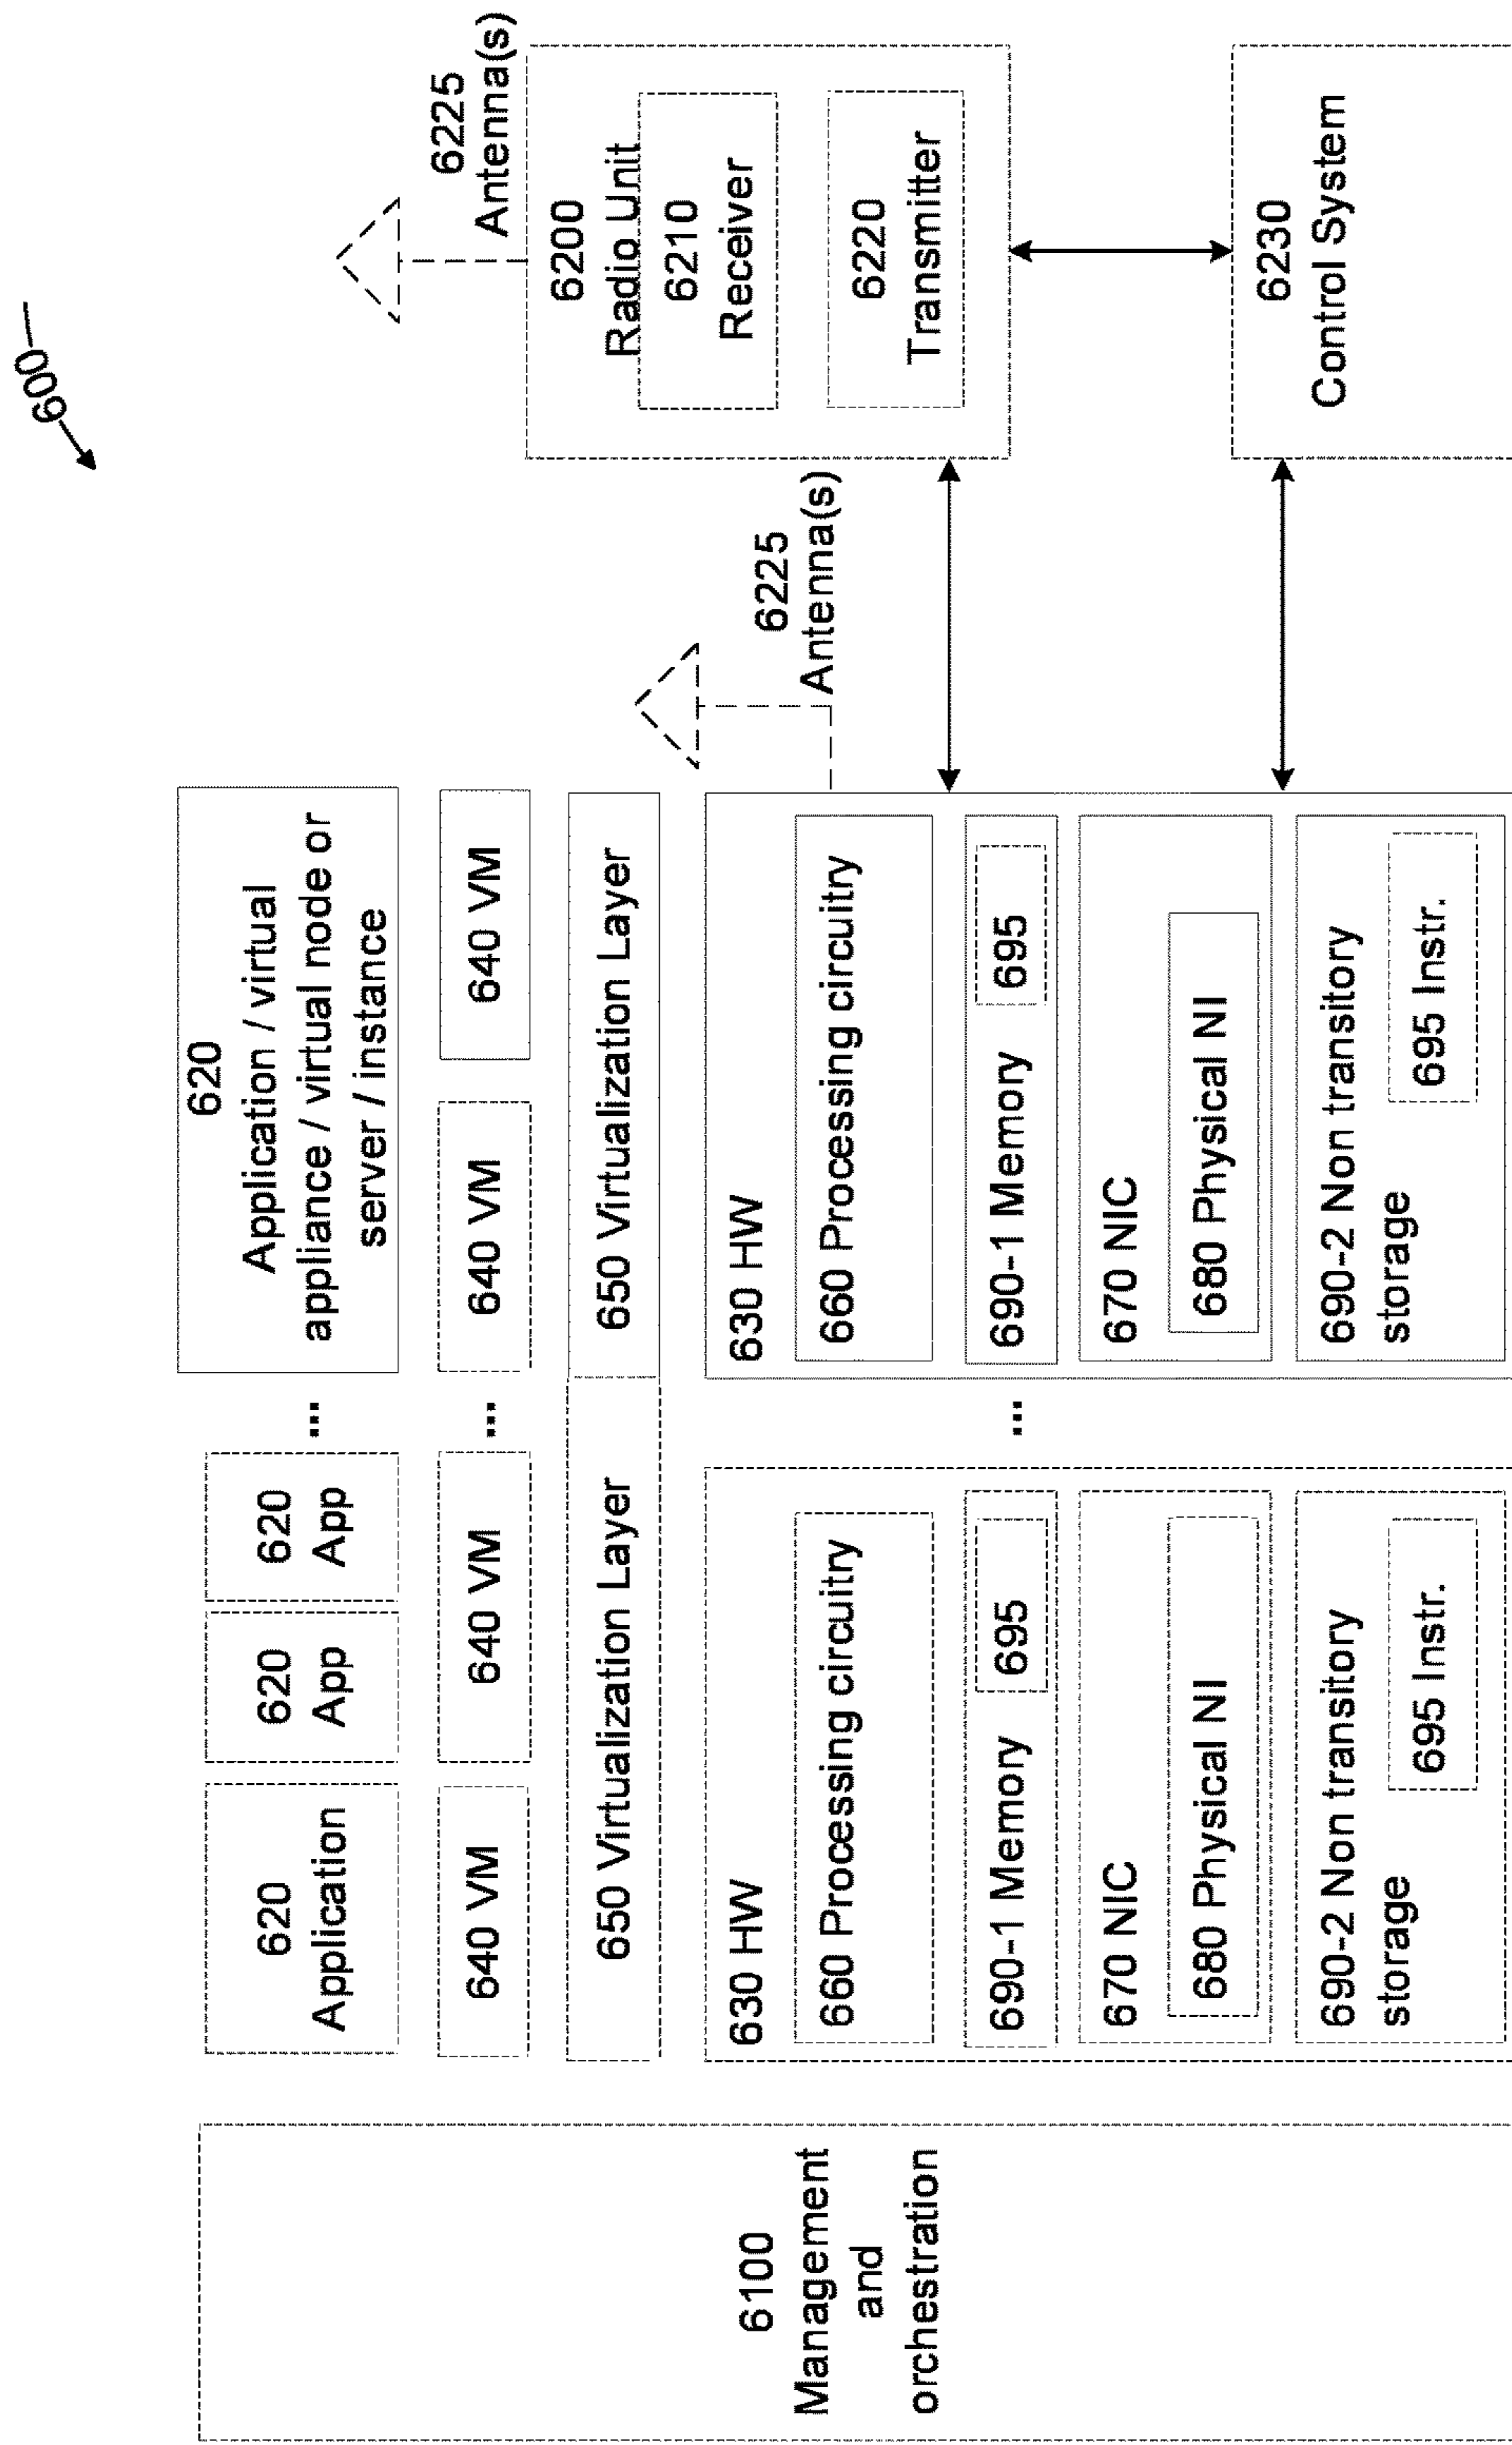 600
6100
Management
and
orchestration
620
Application
620
App
620
App
...
620
Application / virtual
appliance / virtual node or
server / instance
640 VM
640 VM
...
640 VM
640 VM
650 Virtualization Layer
650 Virtualization Layer
630 HW
660 Processing circuitry
690-1 Memory
695
670 NIC
680 Physical NI
690-2 Non transitory
storage
695 Instr.
...
630 HW
660 Processing circuitry
690-1 Memory
695
670 NIC
680 Physical NI
690-2 Non transitory
storage
695 Instr.
6225
Antenna(s)
6225
Antenna(s)
6200
Radio Unit
6210
Receiver
6220
Transmitter
6230
Control System